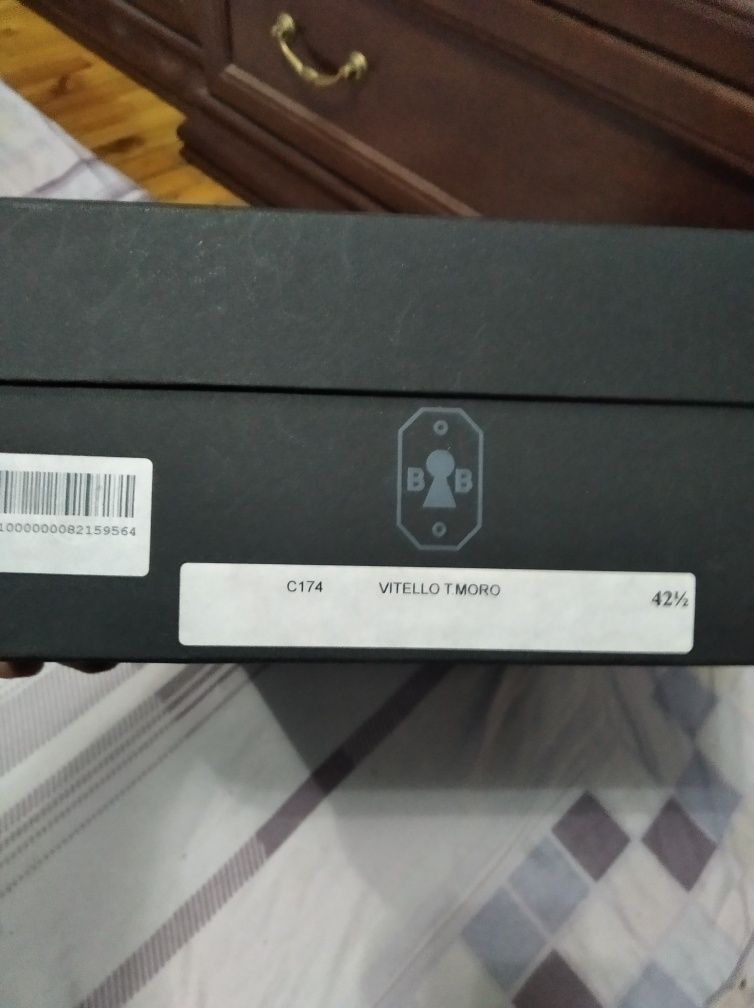 B B
1000000082159564
C174 VITELLO T.MORO 42½